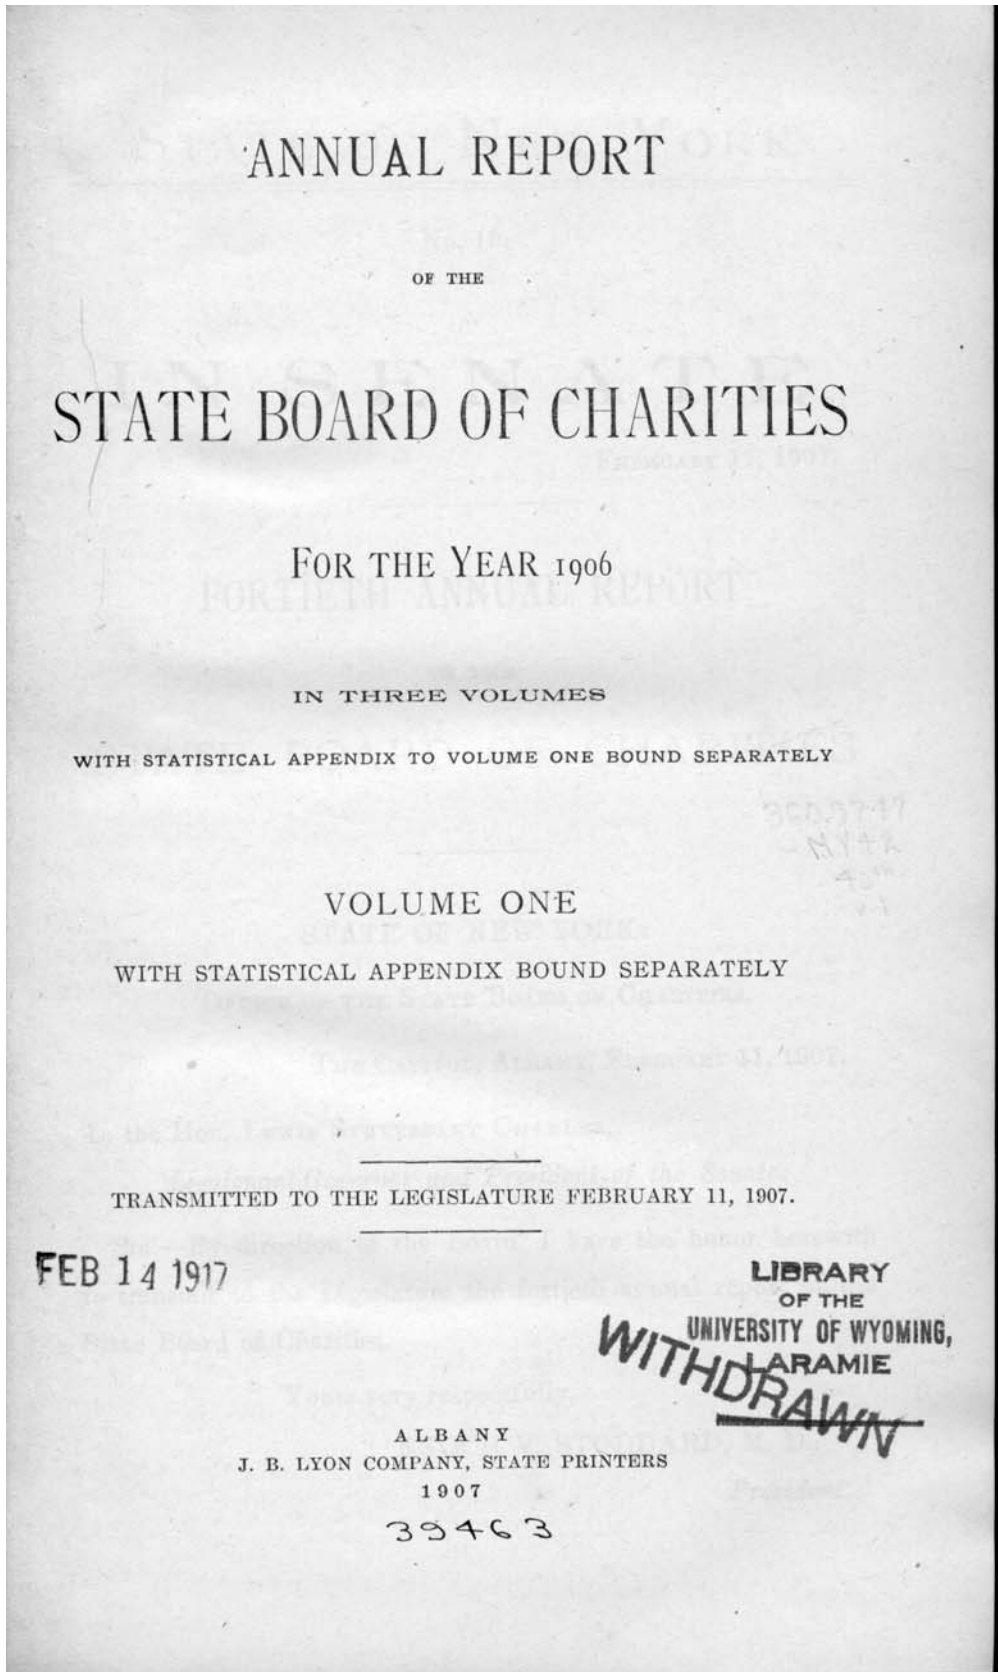 ANNUAL REPORT
OF THE
STATE BOARD OF CHARITIES
FOR THE YEAR 1906
IN THREE VOLUMES
WITH STATISTICAL APPENDIX TO VOLUME ONE BOUND SEPARATELY
VOLUME ONE
WITH STATISTICAL APPENDIX BOUND SEPARATELY
TRANSMITTED TO THE LEGISLATURE FEBRUARY 11, 1907.
FEB 14 1917
LIBRARY
OF THE
UNIVERSITY OF WYOMING,
LARAMIE
WITHDRAWN
ALBANY
J. B. LYON COMPANY, STATE PRINTERS
1907
39463